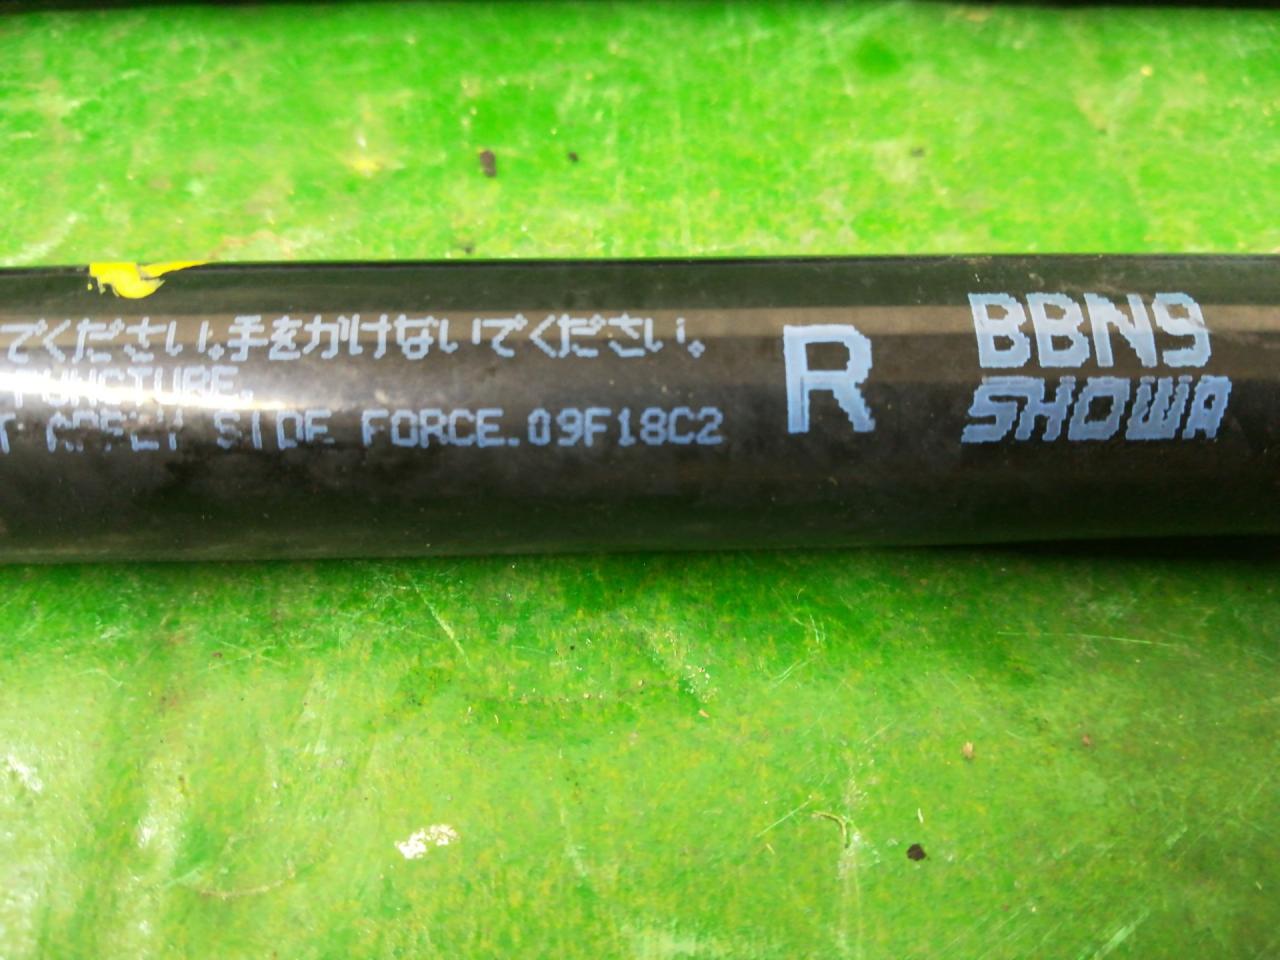 でください。手をかけないでください。
PUNCTURE.
T APPLY SIDE FORCE.09F18C2
R
BBN9
SHOWA